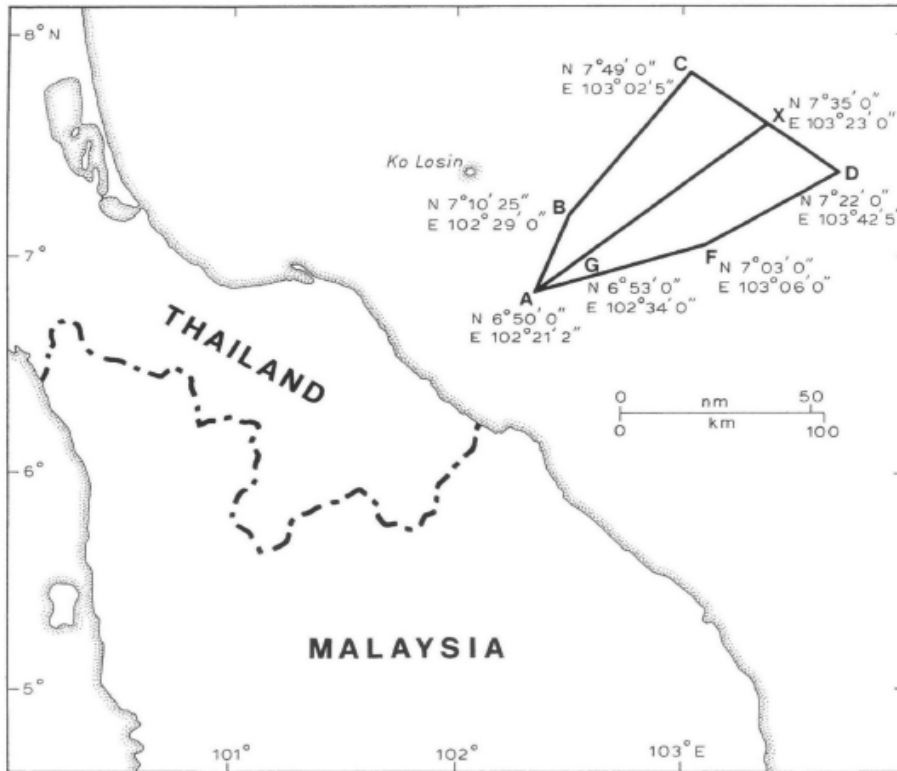 8° N
C
N 7°49′ 0″
E 103°02′5″
X
N 7°35′ 0″
E 103°23′0″
Ko Losin
D
N 7°22′ 0″
E 103°42′5″
N 7°10′25″
E 102°29′0″
B
7°
F
N 7°03′0″
E 103°06′0″
G
N 6°53′0″
E 102°34′0″
A
N 6°50′0″
E 102°21′2″
THAILAND
0 nm 50
0 km 100
6°
MALAYSIA
5°
101°
102°
103°E